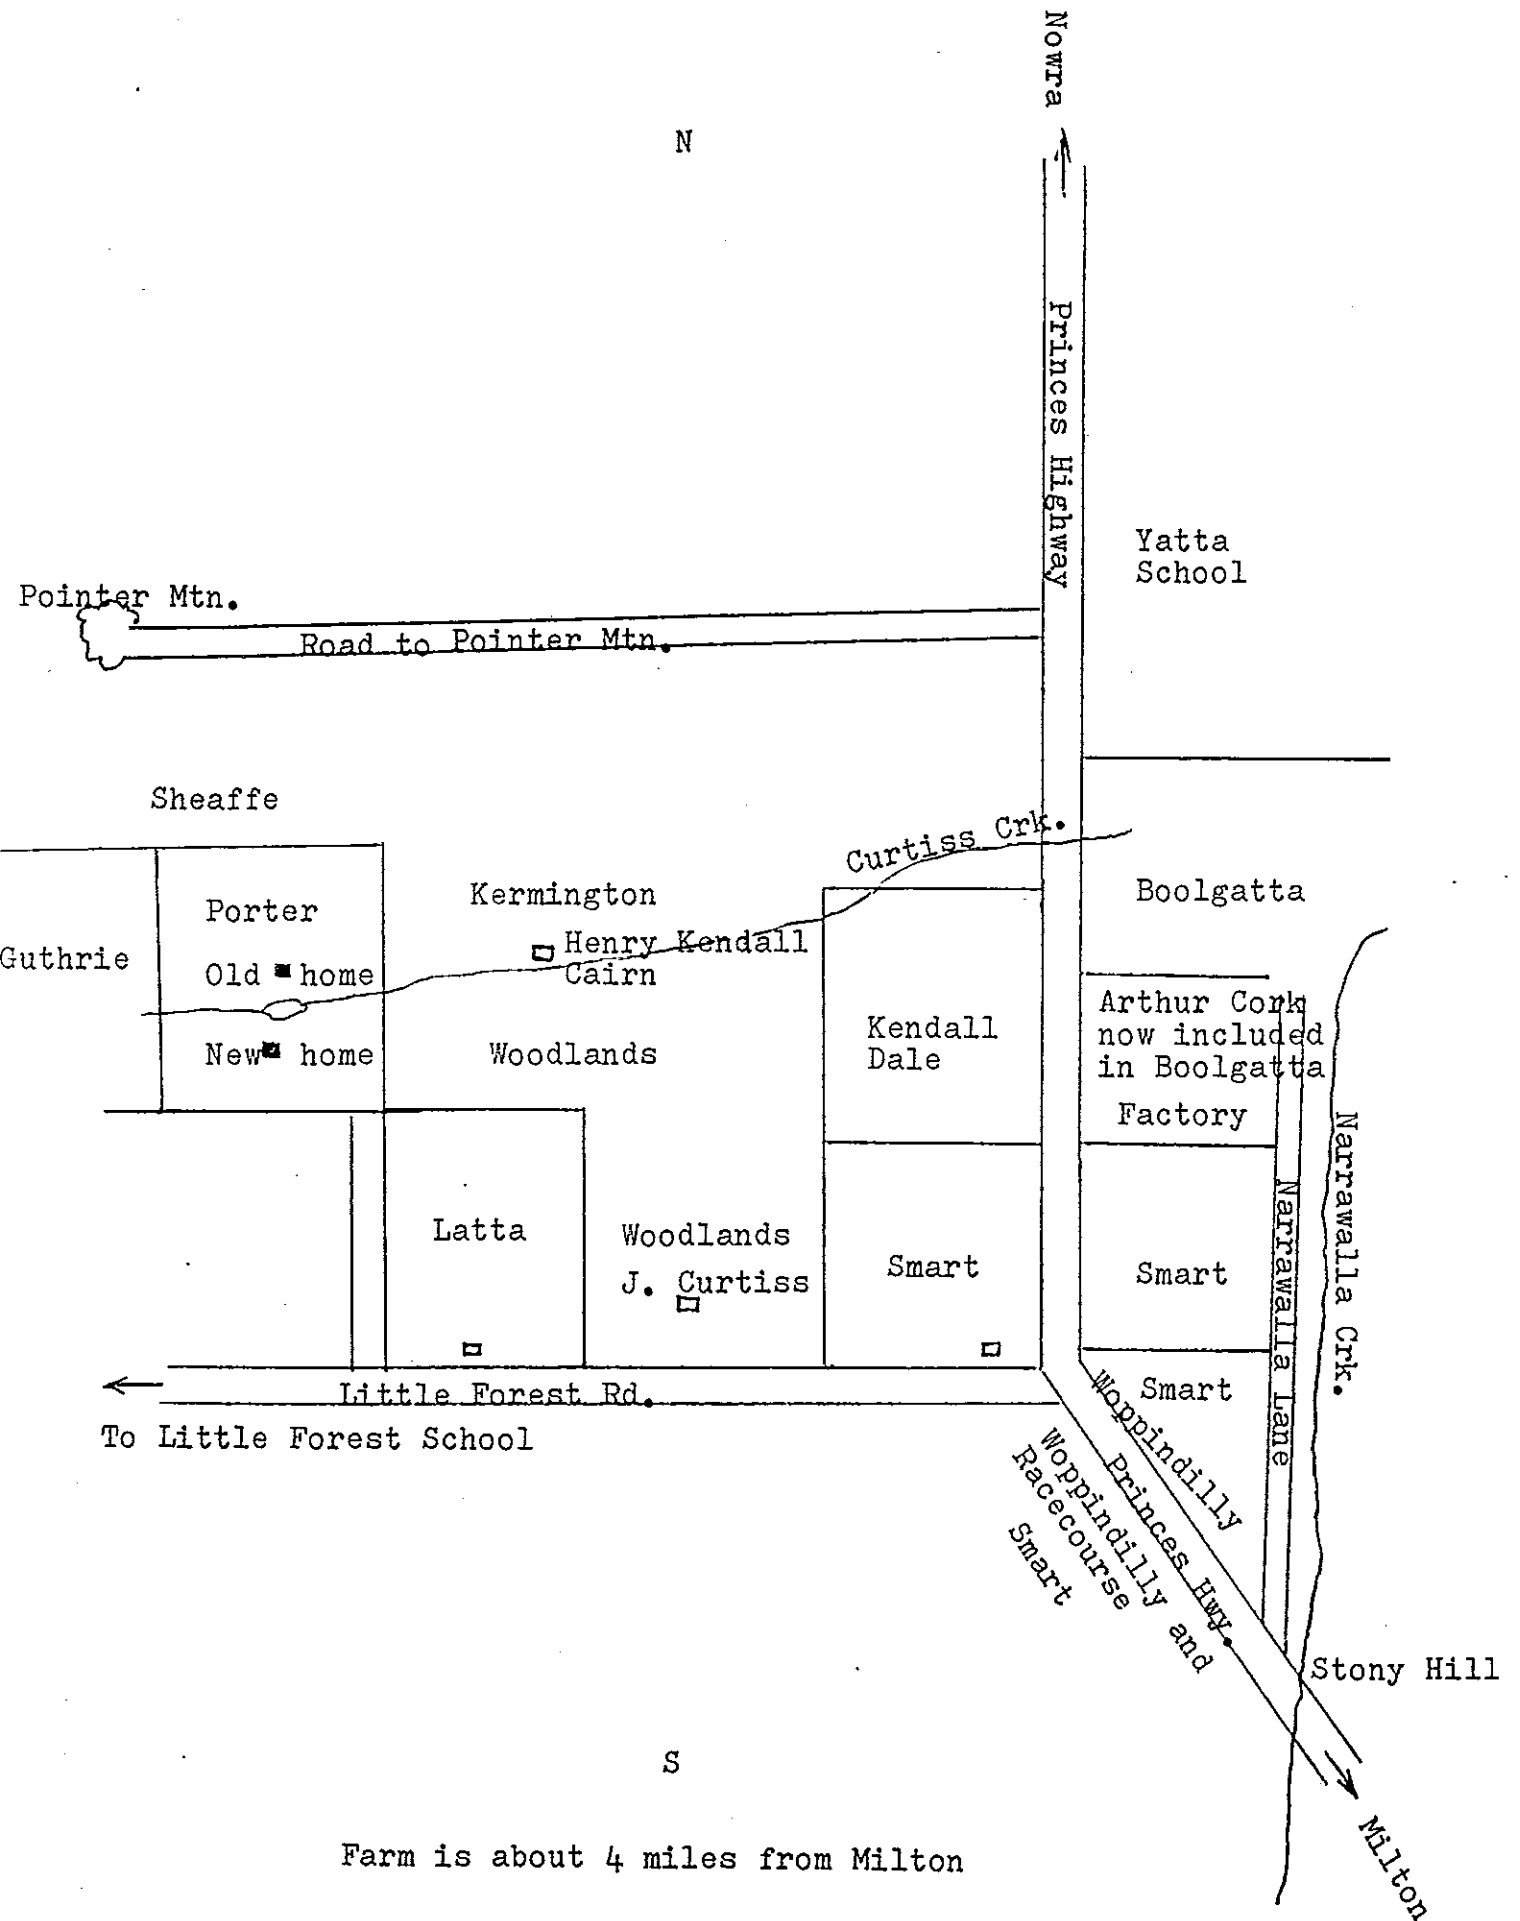 Nowra
N
Princes Highway
Yatta
School
Pointer Mtn.
Road to Pointer Mtn.
Sheaffe
Curtiss Crk.
Porter
Kermington
Boolgatta
Guthrie
Old home
Henry Kendall
Cairn
New home
Woodlands
Kendall
Dale
Arthur Cork
now included
in Boolgatta
Factory
Narrawalla Crk.
Narrawalla Lane
Latta
Woodlands
J. Curtiss
Smart
Smart
Smart
Little Forest Rd.
To Little Forest School
Woppindilly
Princes Hwy.
Woppindilly and
Racecourse
Smart
Stony Hill
S
Farm is about 4 miles from Milton
Milton